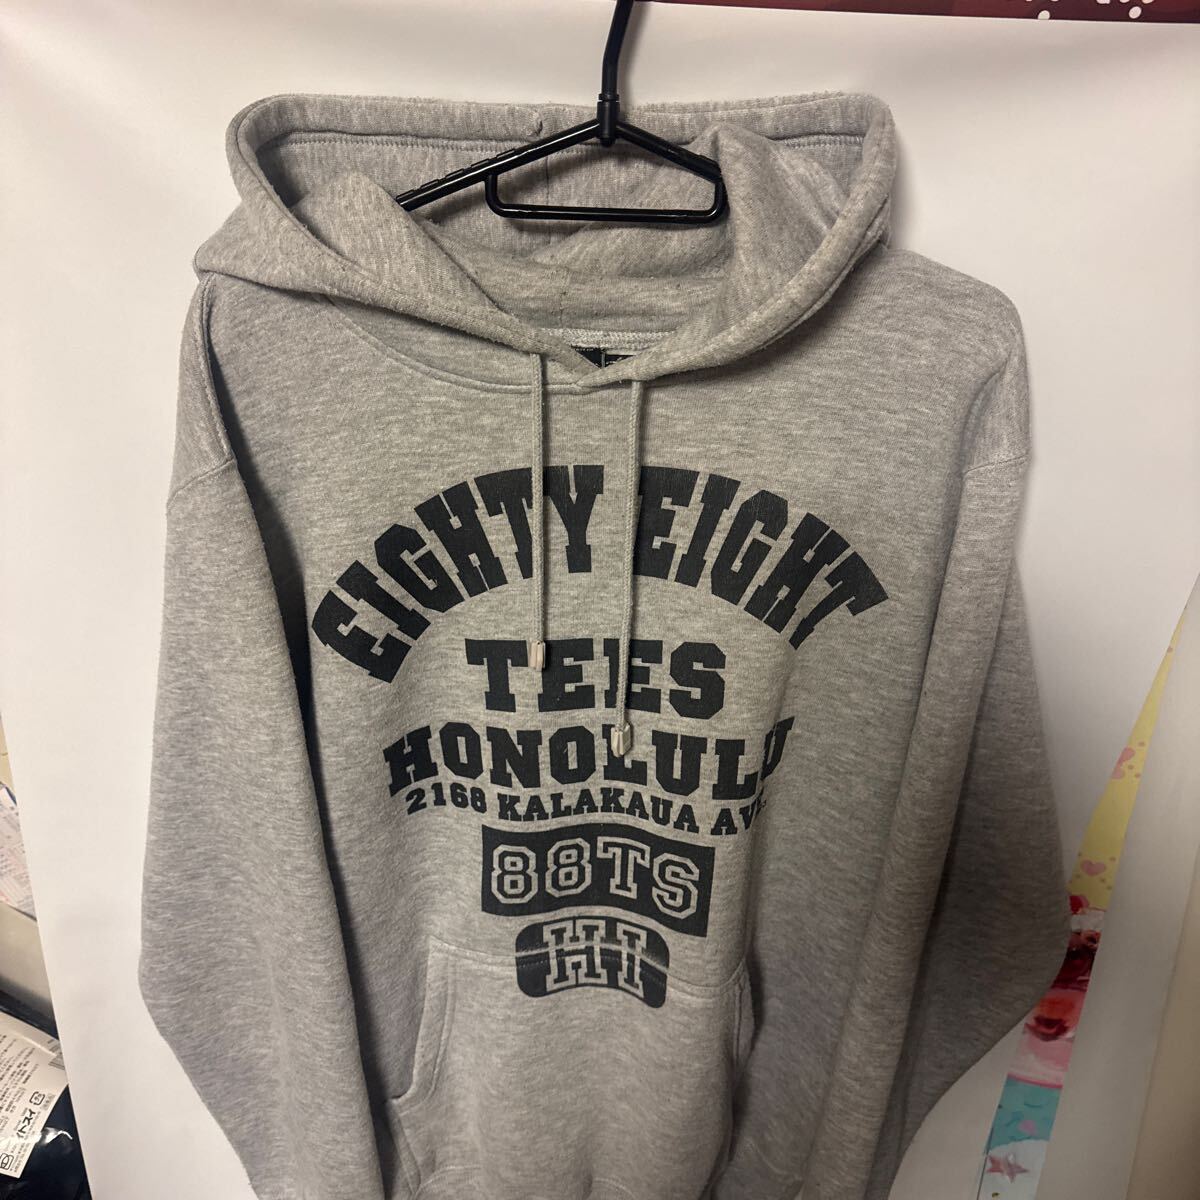 EIGHTY EIGHT
TEES
HONOLULU
2168 KALAKAUA AVE.
88TS
HI